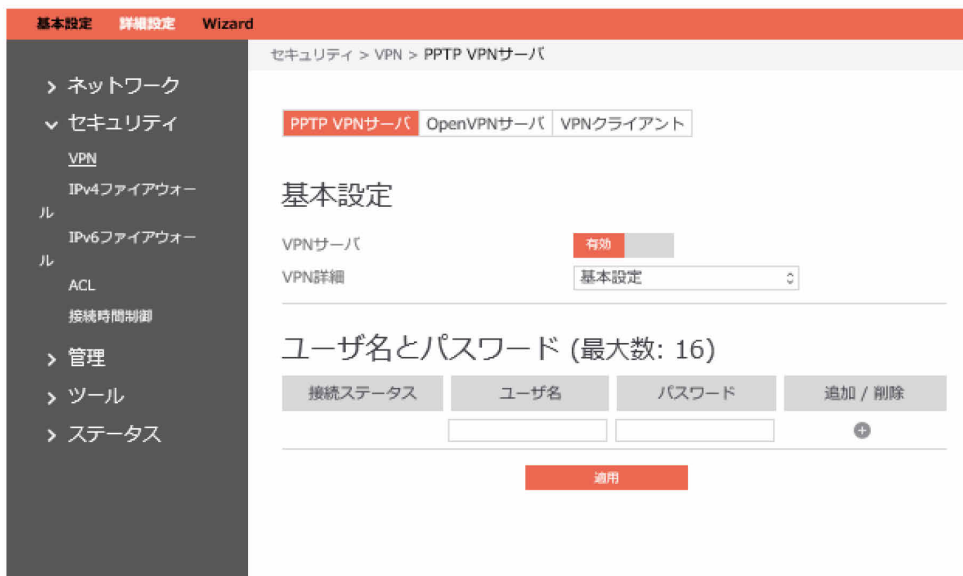 基本設定 詳細設定 Wizard
セキュリティ > VPN > PPTP VPNサーバ
ネットワーク
セキュリティ
VPN
IPv4ファイアウォー
ル
IPv6ファイアウォー
ル
ACL
接続時間制御
管理
ツール
ステータス
PPTP VPNサーバ OpenVPNサーバ VPNクライアント
基本設定
VPNサーバ 有効
VPN詳細 基本設定
ユーザ名とパスワード (最大数: 16)
接続ステータス ユーザ名 パスワード 追加 / 削除
適用